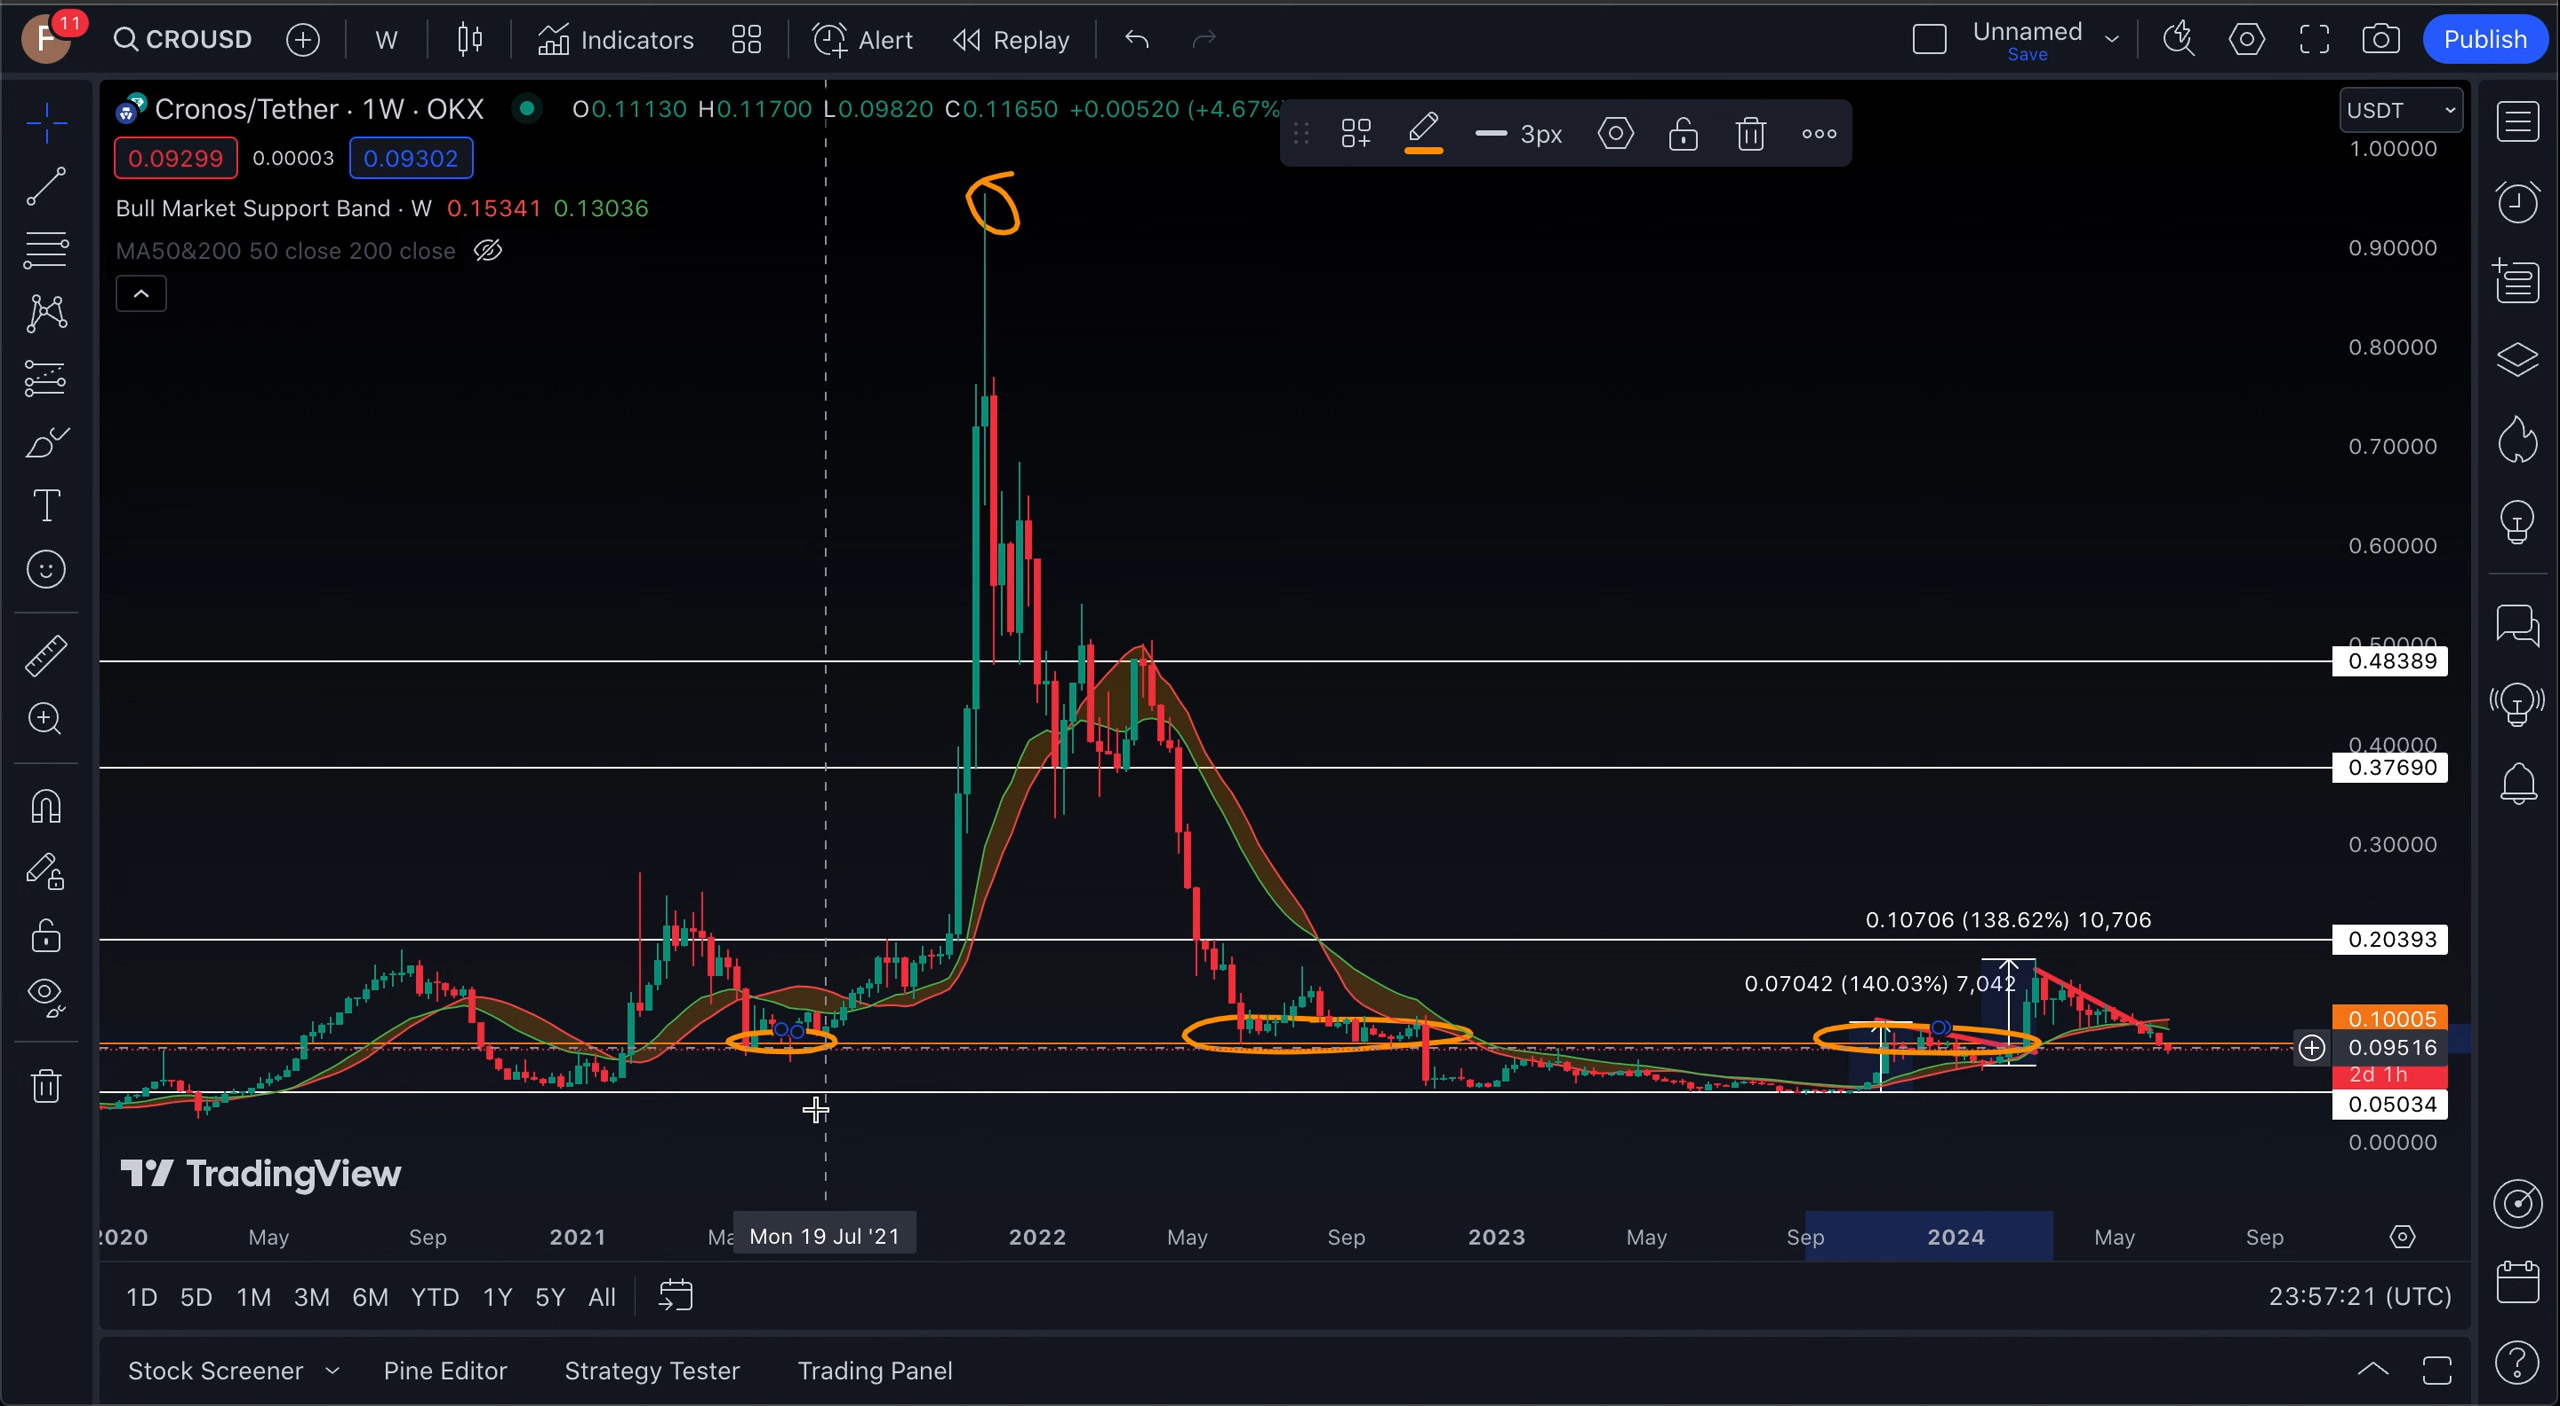 F 11 CROUSD W Indicators Alert Replay Unnamed Save Publish
Cronos/Tether · 1W · OKX O0.11130 H0.11700 L0.09820 C0.11650 +0.00520 (+4.67%
0.09299 0.00003 0.09302
Bull Market Support Band · W 0.15341 0.13036
MA50&200 50 close 200 close
3px
USDT
1.00000
0.90000
0.80000
0.70000
0.60000
0.50000
0.48389
0.40000
0.37690
0.30000
0.10706 (138.62%) 10,706
0.20393
0.07042 (140.03%) 7,042
0.10005
0.09516
2d 1h
0.05034
0.00000
TradingView
2020 May Sep 2021 Ma Mon 19 Jul '21 2022 May Sep 2023 May Sep 2024 May Sep
1D 5D 1M 3M 6M YTD 1Y 5Y All 23:57:21 (UTC)
Stock Screener Pine Editor Strategy Tester Trading Panel